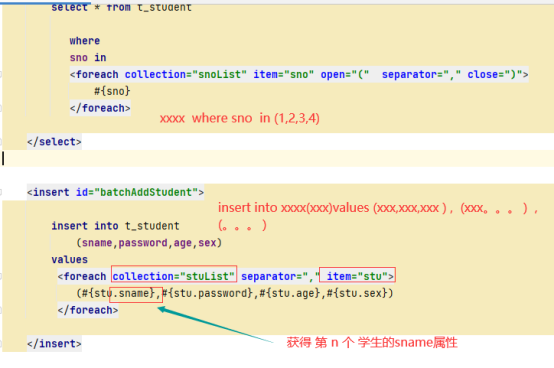 select * from t_student
where
sno in
<foreach collection="snoList" item="sno" open="("  separator="," close=")">
#{sno}
</foreach>
xxxx  where sno  in (1,2,3,4)
</select>
<insert id="batchAddStudent">
insert into xxxx(xxx)values (xxx,xxx,xxx ) ,  (xxx。。。 ) ,
(。。。 )
insert into t_student
(sname,password,age,sex)
values
<foreach collection="stuList" separator="," item="stu">
(#{stu.sname},#{stu.password},#{stu.age},#{stu.sex})
</foreach>
获得 第 n 个 学生的sname属性
</insert>